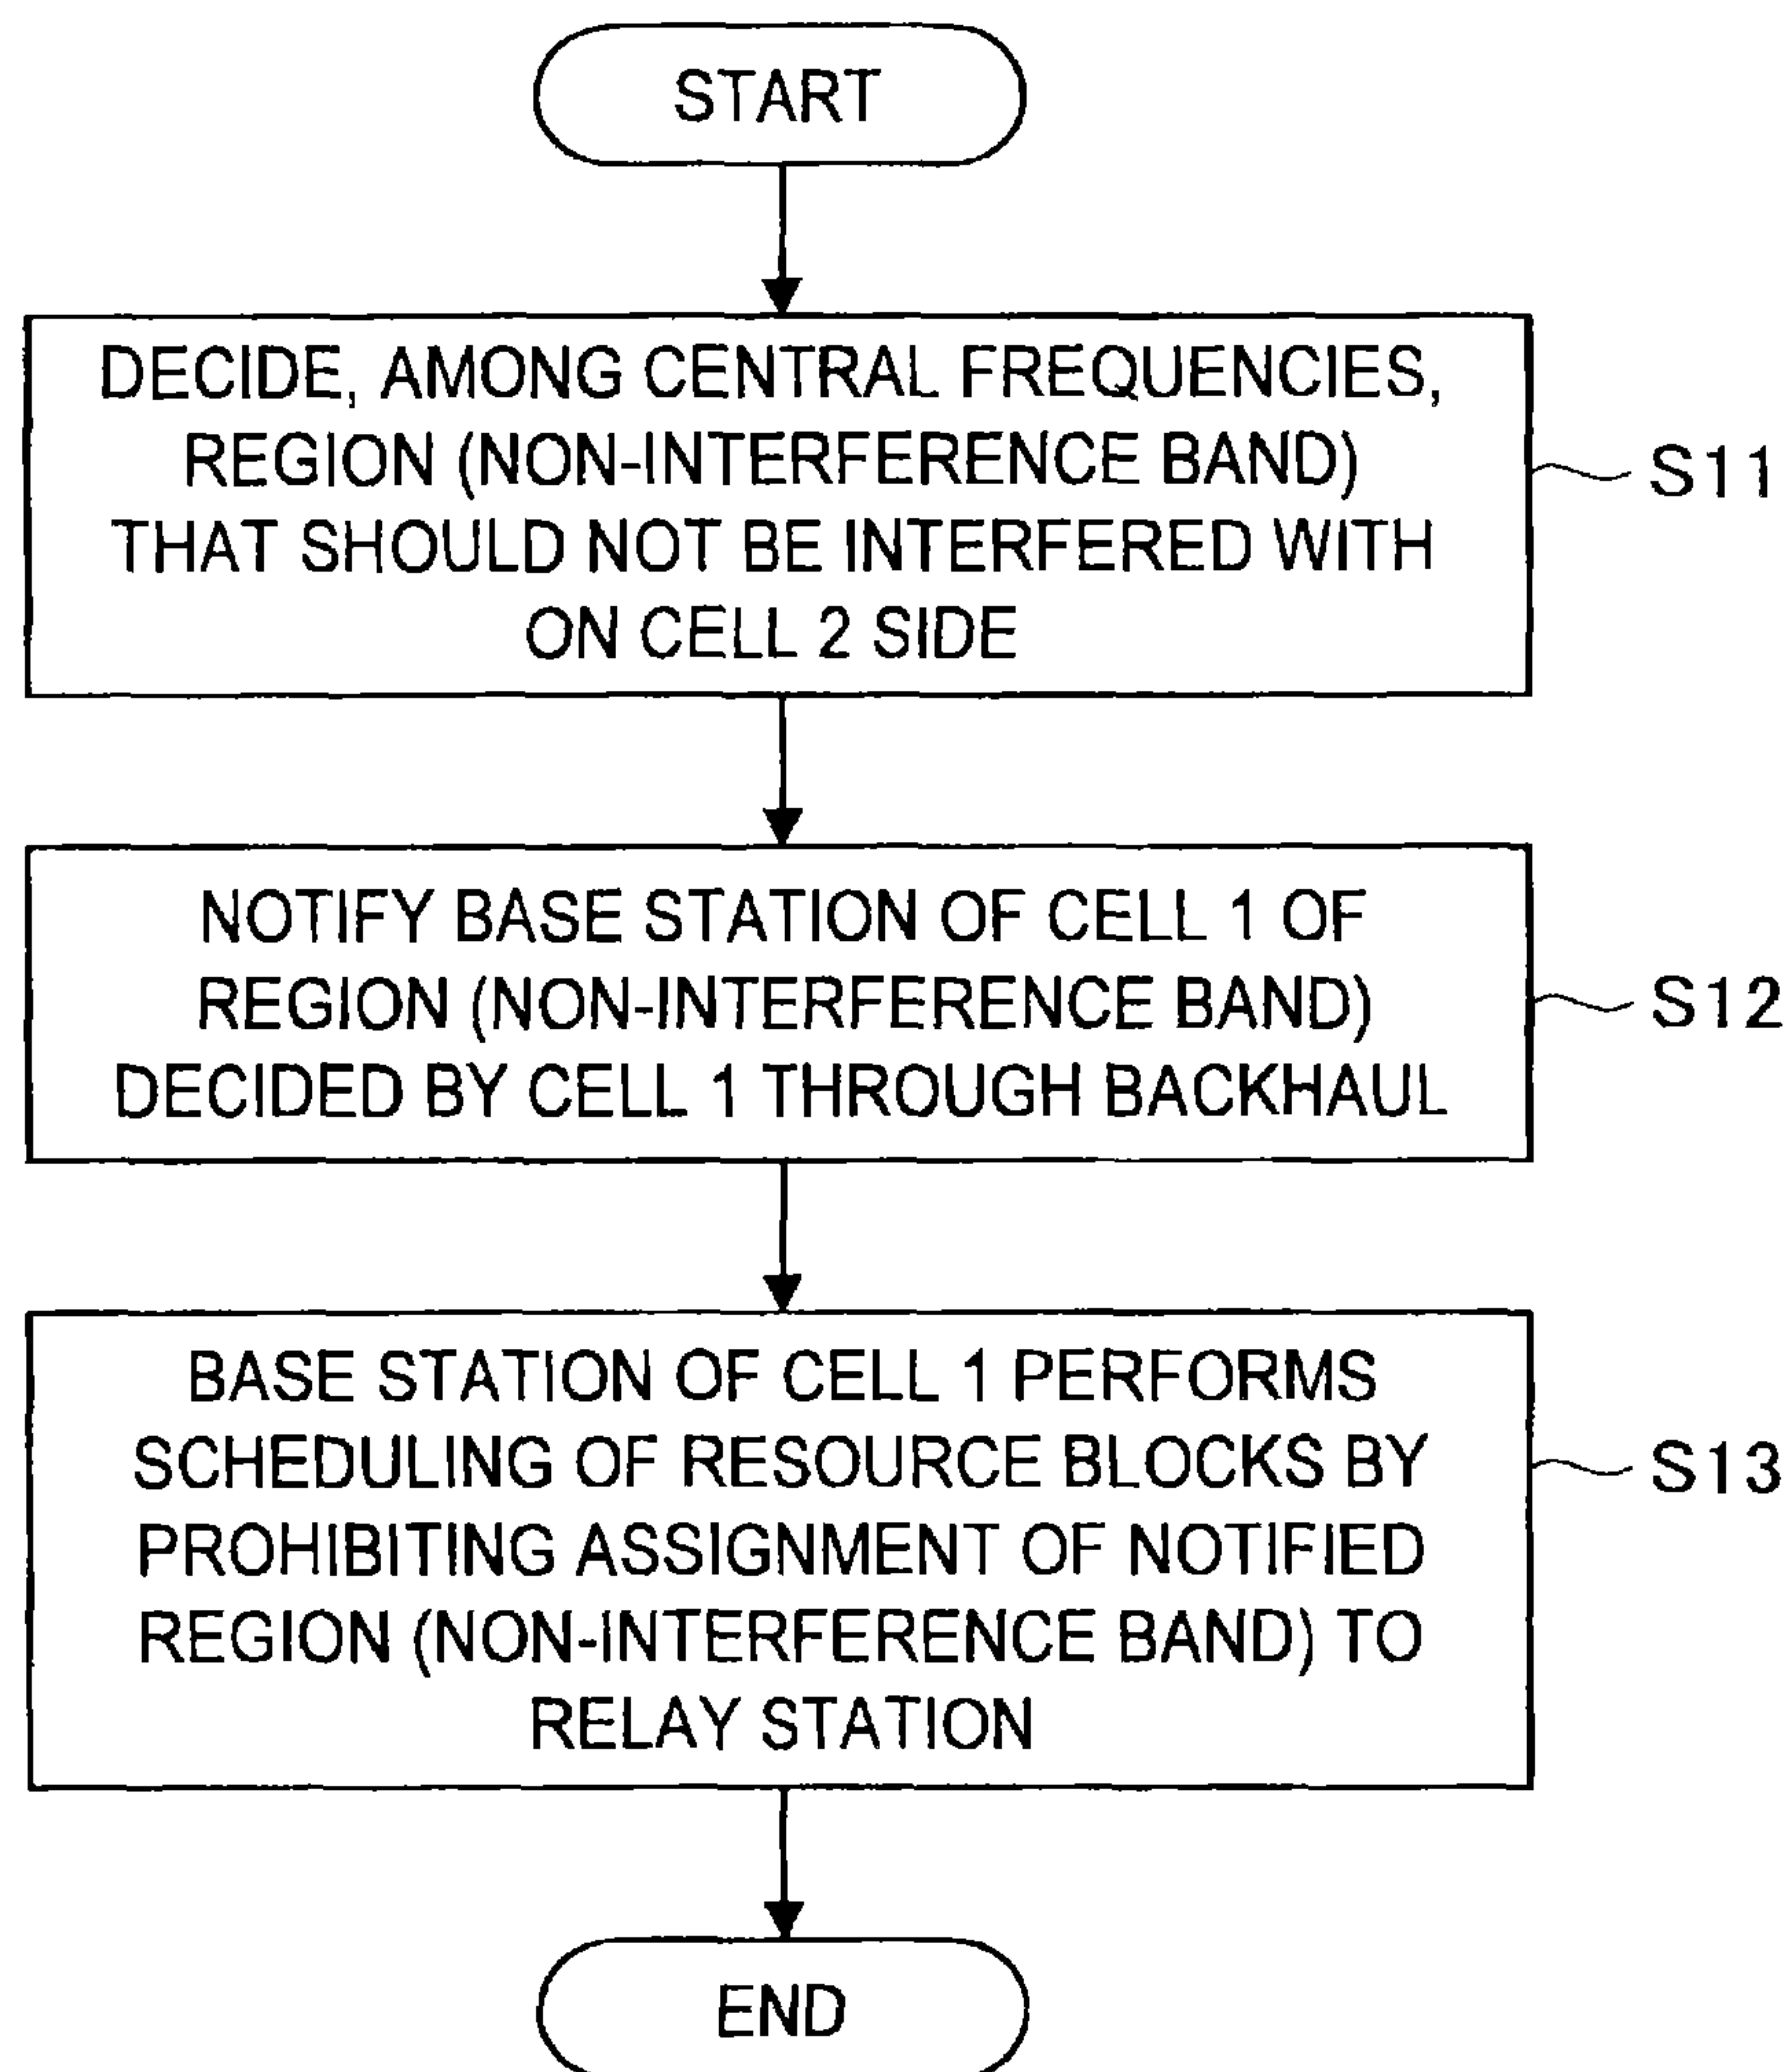 START
DECIDE, AMONG CENTRAL FREQUENCIES,
REGION (NON-INTERFERENCE BAND)
THAT SHOULD NOT BE INTERFERED WITH
ON CELL 2 SIDE
S11
NOTIFY BASE STATION OF CELL 1 OF
REGION (NON-INTERFERENCE BAND)
DECIDED BY CELL 1 THROUGH BACKHAUL
S12
BASE STATION OF CELL 1 PERFORMS
SCHEDULING OF RESOURCE BLOCKS BY
PROHIBITING ASSIGNMENT OF NOTIFIED
REGION (NON-INTERFERENCE BAND) TO
RELAY STATION
S13
END